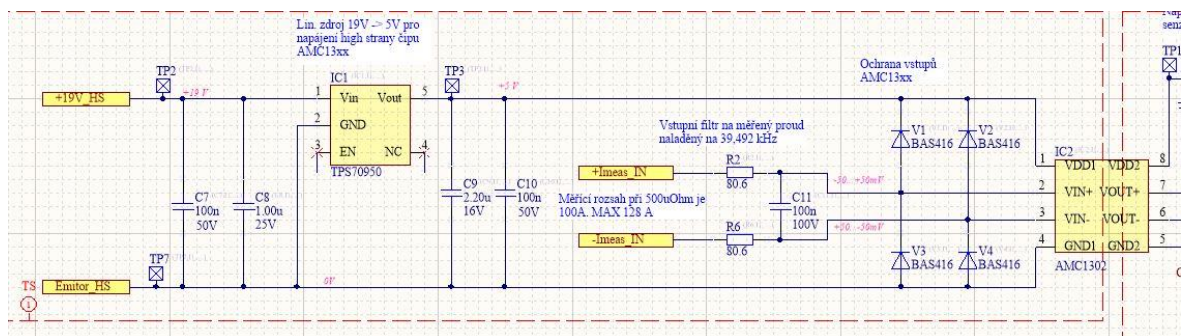 Lin. zdroj 19V -> 5V pro
napájení high strany čipu
AMC13xx
TP2
+19V_HS
+19 V
IC1
1 Vin Vout 5
2 GND
3 EN NC 4
TPS70950
TP3
+5 V
C7
100n
50V
C8
1.00u
25V
C9
2.20u
16V
C10
100n
50V
TP7
TS
1
Emitor_HS
0V
Vstupní filtr na měřený proud
naladěný na 39,492 kHz
+Imeas_IN
R2
80.6
-50...+50mV
Měřící rozsah při 500uOhm je
100A. MAX 128 A
C11
100n
100V
-Imeas_IN
R6
80.6
+50...-50mV
Ochrana vstupů
AMC13xx
V1
BAS416
V2
BAS416
V3
BAS416
V4
BAS416
IC2
1 VDD1 VDD2 8
2 VIN+ VOUT+ 7
3 VIN- VOUT- 6
4 GND1 GND2 5
AMC1302
senz
TP1